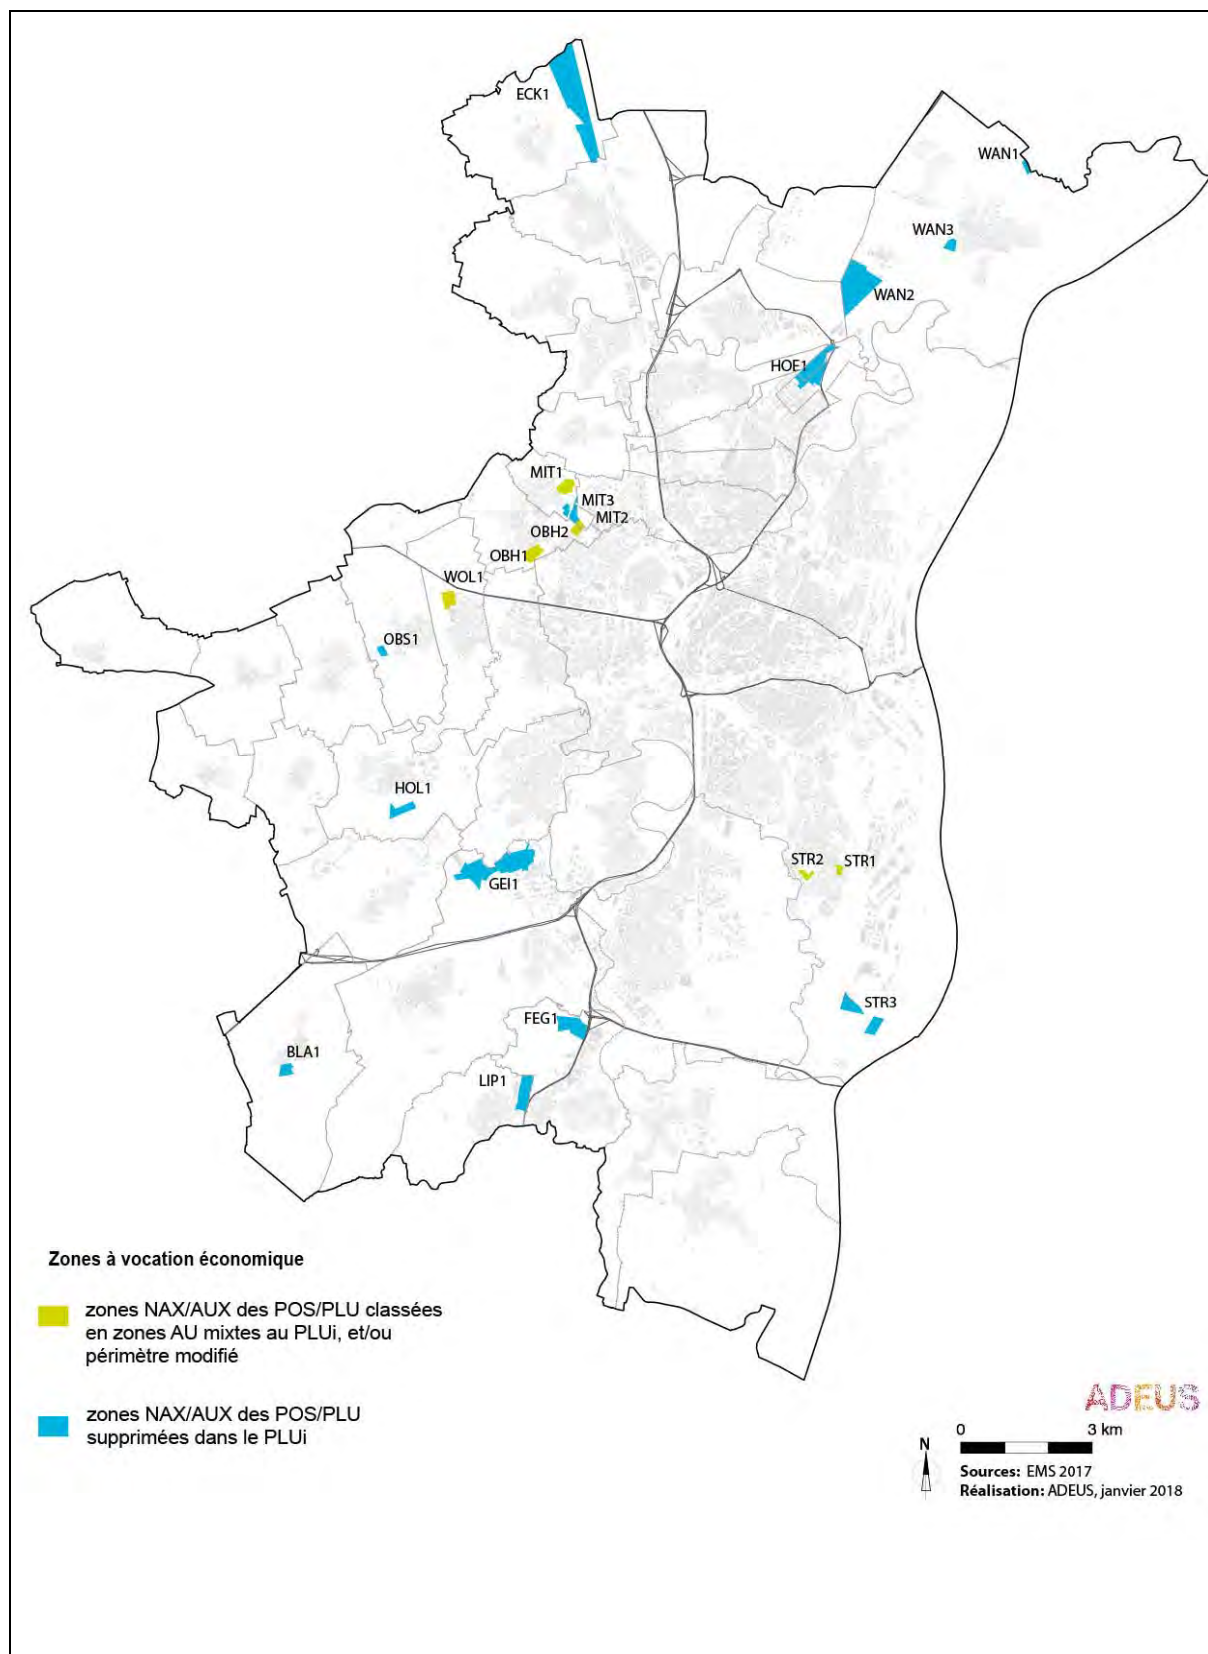 ECK1
WAN1
WAN3
WAN2
HOE1
MIT1
MIT3
MIT2
OBH2
OBH1
WOL1
OBS1
HOL1
GEI1
STR2
STR1
STR3
FEG1
BLA1
LIP1
Zones à vocation économique
zones NAX/AUX des POS/PLU classées
en zones AU mixtes au PLUi, et/ou
périmètre modifié
zones NAX/AUX des POS/PLU
supprimées dans le PLUi
ADEUS
0 3 km
N
Sources: EMS 2017
Réalisation: ADEUS, janvier 2018